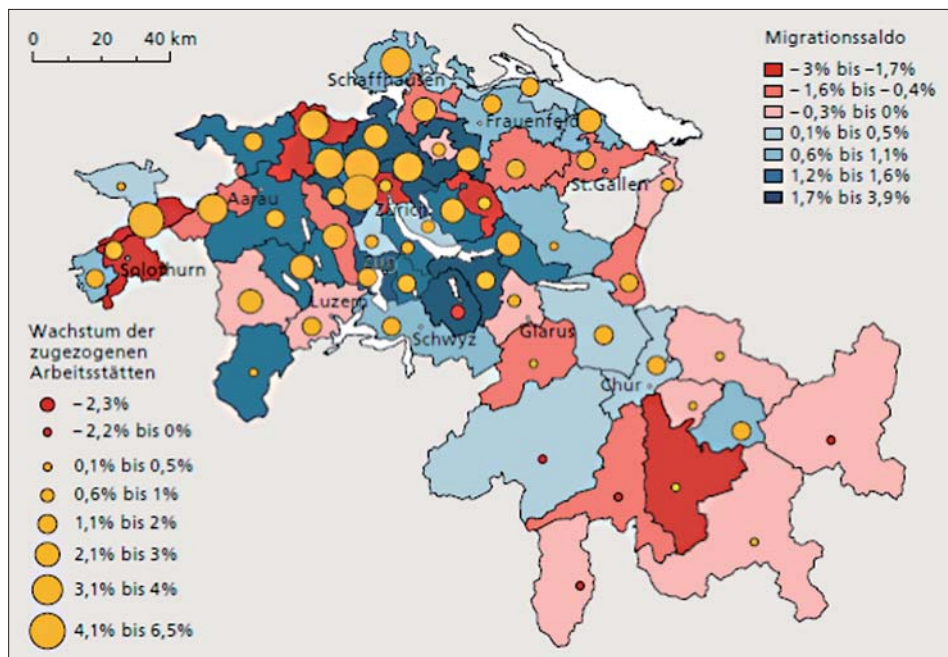 0 20 40 km
Migrationssaldo
−3% bis −1,7%
−1,6% bis −0,4%
−0,3% bis 0%
0,1% bis 0,5%
0,6% bis 1,1%
1,2% bis 1,6%
1,7% bis 3,9%
Schaffhausen
Frauenfeld
St.Gallen
Aarau
Zürich
Zug
Solothurn
Luzern
Schwyz
Glarus
Chur
Wachstum der
zugezogenen
Arbeitsstätten
−2,3%
−2,2% bis 0%
0,1% bis 0,5%
0,6% bis 1%
1,1% bis 2%
2,1% bis 3%
3,1% bis 4%
4,1% bis 6,5%